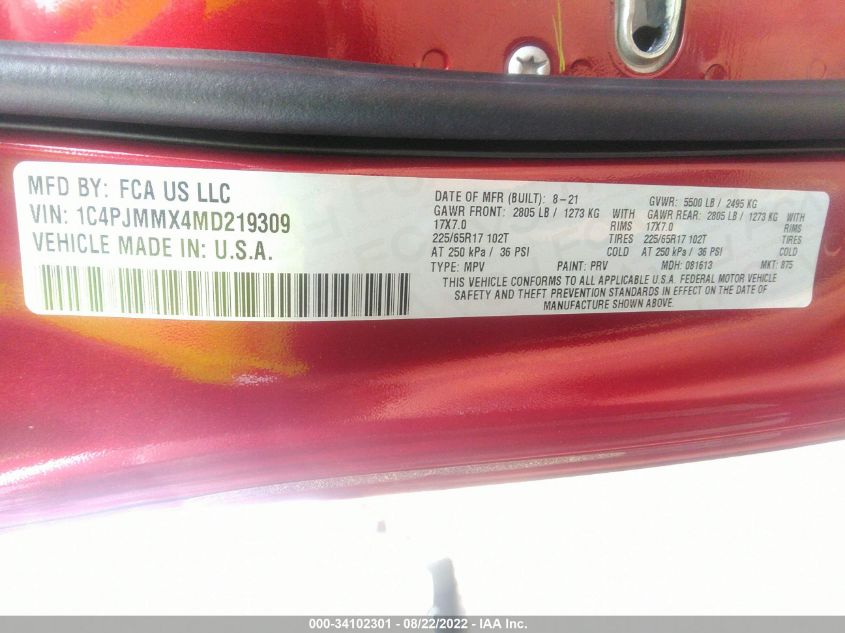 MFD BY: FCA US LLC
VIN: 1C4PJMMX4MD219309
VEHICLE MADE IN: U.S.A.
DATE OF MFR (BUILT): 8-21 GVWR: 5500 LB / 2495 KG
GAWR FRONT: 2805 LB / 1273 KG WITH GAWR REAR: 2805 LB / 1273 KG WITH
17X7.0 RIMS 17X7.0 RIMS
225/65R17 102T TIRES 225/65R17 102T TIRES
AT 250 kPa / 36 PSI COLD AT 250 kPa / 36 PSI COLD
TYPE: MPV PAINT: PRV MDH: 081613 MKT: 875
THIS VEHICLE CONFORMS TO ALL APPLICABLE U.S.A. FEDERAL MOTOR VEHICLE
SAFETY AND THEFT PREVENTION STANDARDS IN EFFECT ON THE DATE OF
MANUFACTURE SHOWN ABOVE.
000-34102301 - 08/22/2022 - IAA Inc.